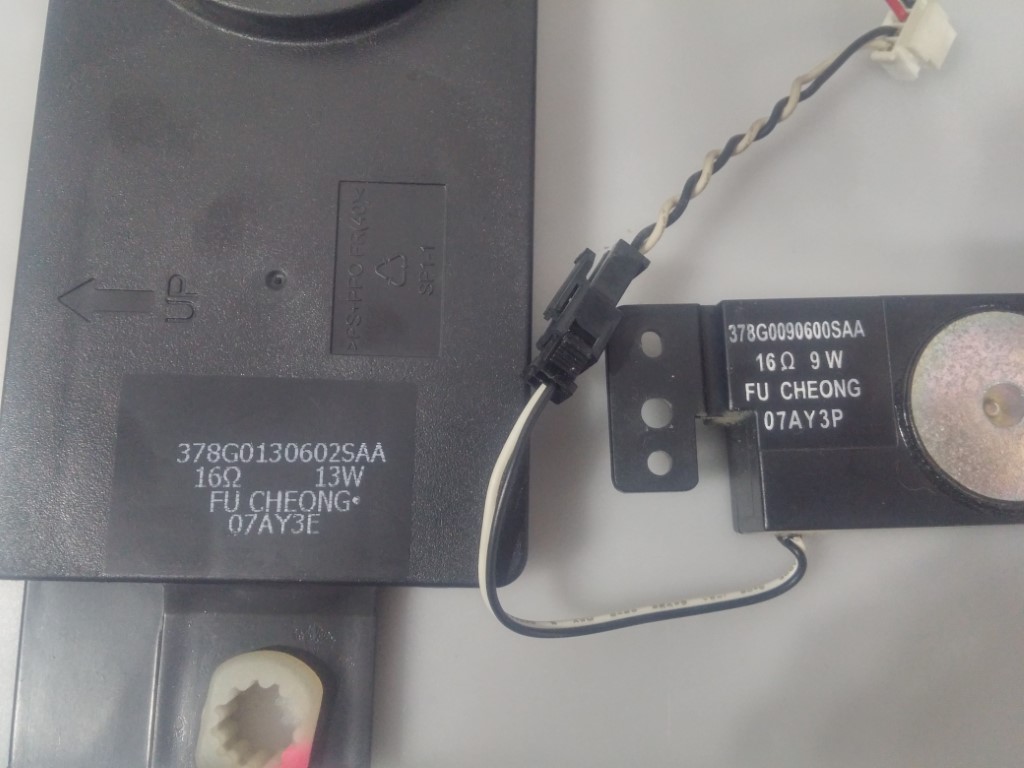 UP
378G0130602SAA
16Ω 13W
FU CHEONG
07AY3E
378G0090600SAA
16Ω 9W
FU CHEONG
07AY3P